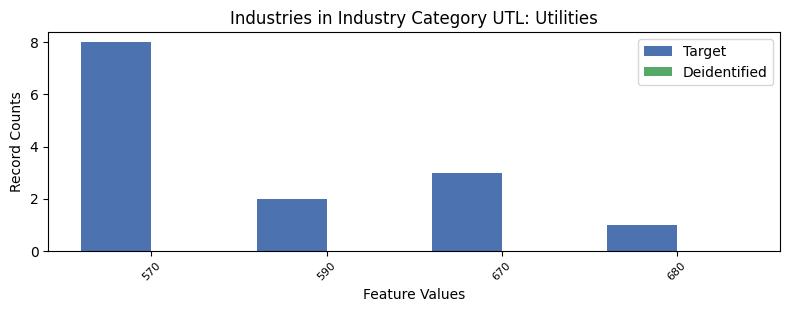 Industries in Industry Category UTL: Utilities
Target
Deidentified
Record Counts
8
6
4
2
0
570
590
670
680
Feature Values